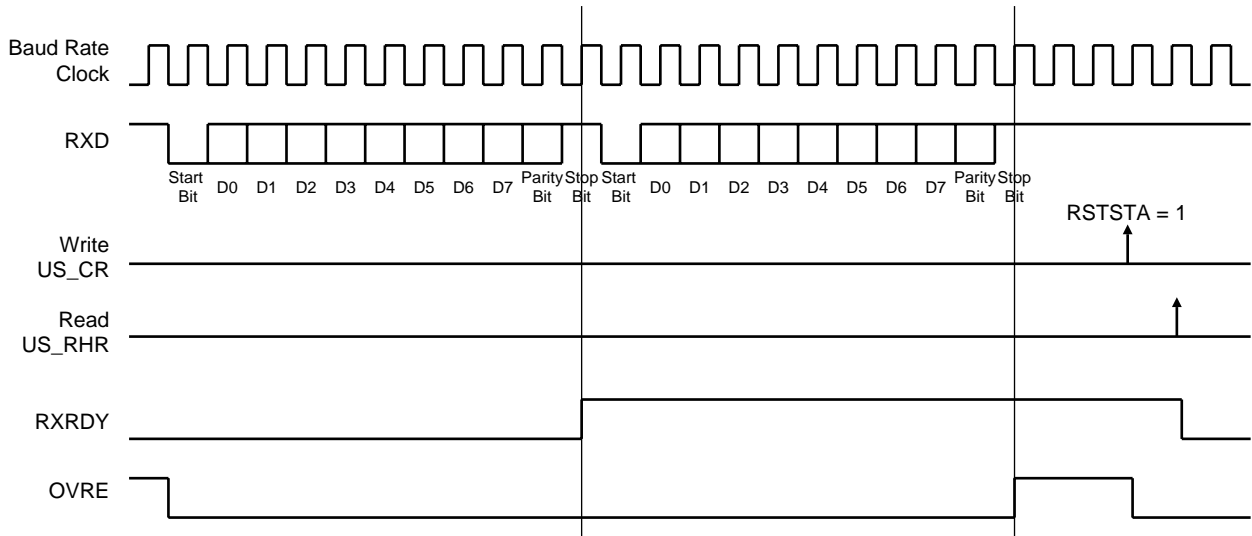 Baud Rate
Clock
RXD
Start
Bit
D0 D1 D2 D3 D4 D5 D6 D7
Parity
Bit
Stop
Bit
Start
Bit
D0 D1 D2 D3 D4 D5 D6 D7
Parity
Bit
Stop
Bit
RSTSTA = 1
Write
US_CR
Read
US_RHR
RXRDY
OVRE